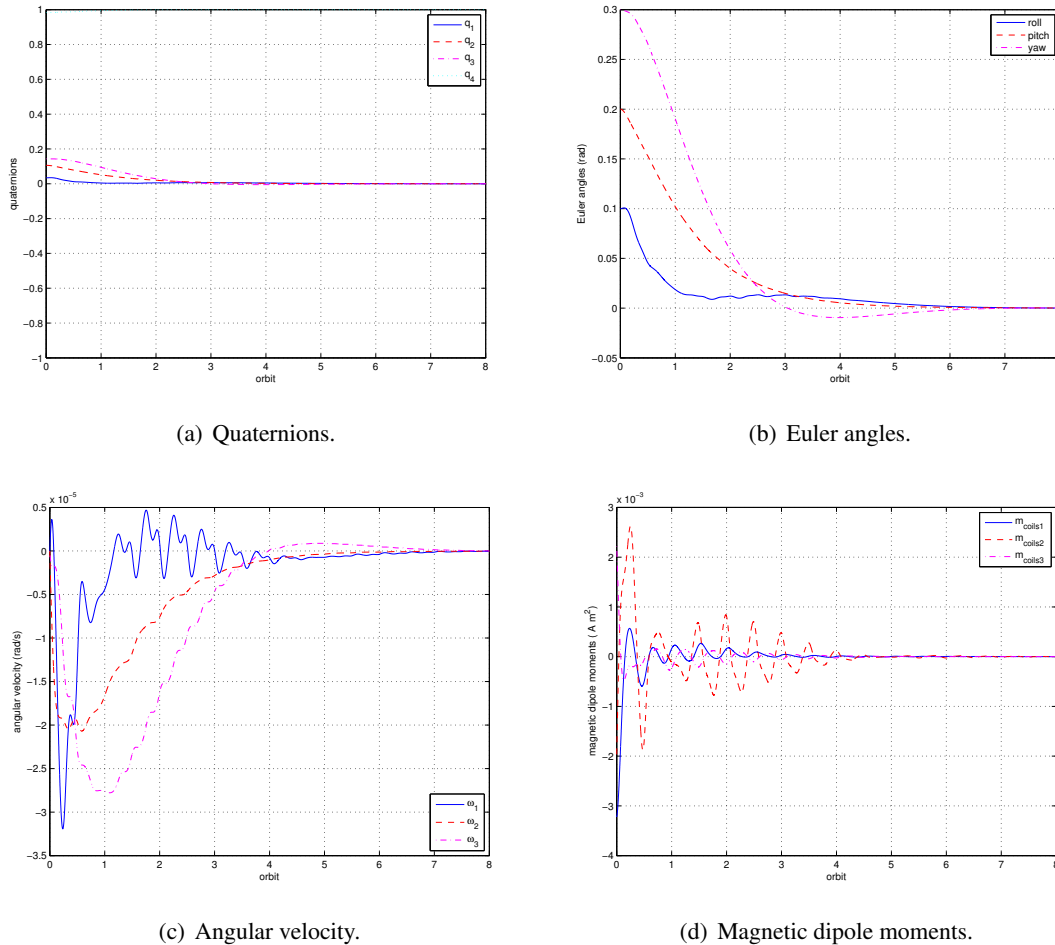 q1
q2
q3
q4
1
0.8
0.6
0.4
0.2
0
−0.2
−0.4
−0.6
−0.8
−1
quaternions
0 1 2 3 4 5 6 7 8
orbit
(a) Quaternions.
roll
pitch
yaw
0.3
0.25
0.2
0.15
0.1
0.05
0
−0.05
Euler angles (rad)
0 1 2 3 4 5 6 7 8
orbit
(b) Euler angles.
x 10−5
0.5
0
−0.5
−1
−1.5
−2
−2.5
−3
−3.5
angular velocity (rad/s)
ω1
ω2
ω3
0 1 2 3 4 5 6 7 8
orbit
(c) Angular velocity.
x 10−3
3
2
1
0
−1
−2
−3
−4
magnetic dipole moments ( A m2)
mcoils1
mcoils2
mcoils3
0 1 2 3 4 5 6 7 8
orbit
(d) Magnetic dipole moments.